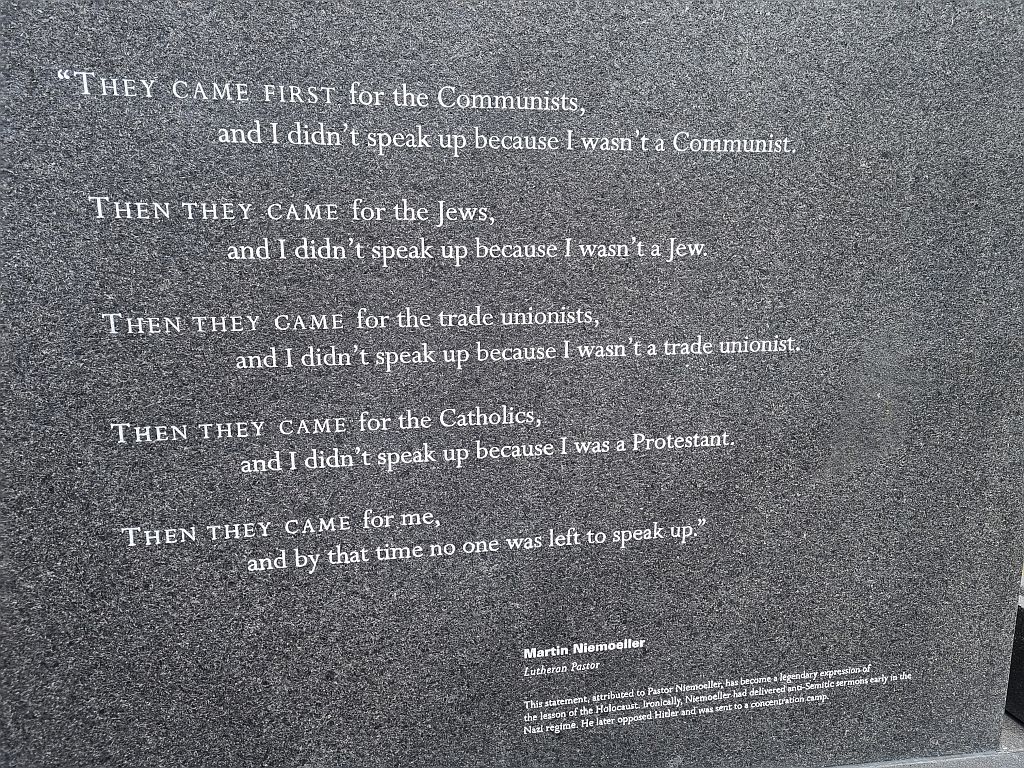 “THEY CAME FIRST for the Communists,
and I didn’t speak up because I wasn’t a Communist.
THEN THEY CAME for the Jews,
and I didn’t speak up because I wasn’t a Jew.
THEN THEY CAME for the trade unionists,
and I didn’t speak up because I wasn’t a trade unionist.
THEN THEY CAME for the Catholics,
and I didn’t speak up because I was a Protestant.
THEN THEY CAME for me,
and by that time no one was left to speak up.”
Martin Niemoeller
Lutheran Pastor
This statement, attributed to Pastor Niemoeller, has become a legendary expression of
the lesson of the Holocaust. Ironically, Niemoeller had delivered anti-Semitic sermons early in the
Nazi regime. He later opposed Hitler and was sent to a concentration camp.